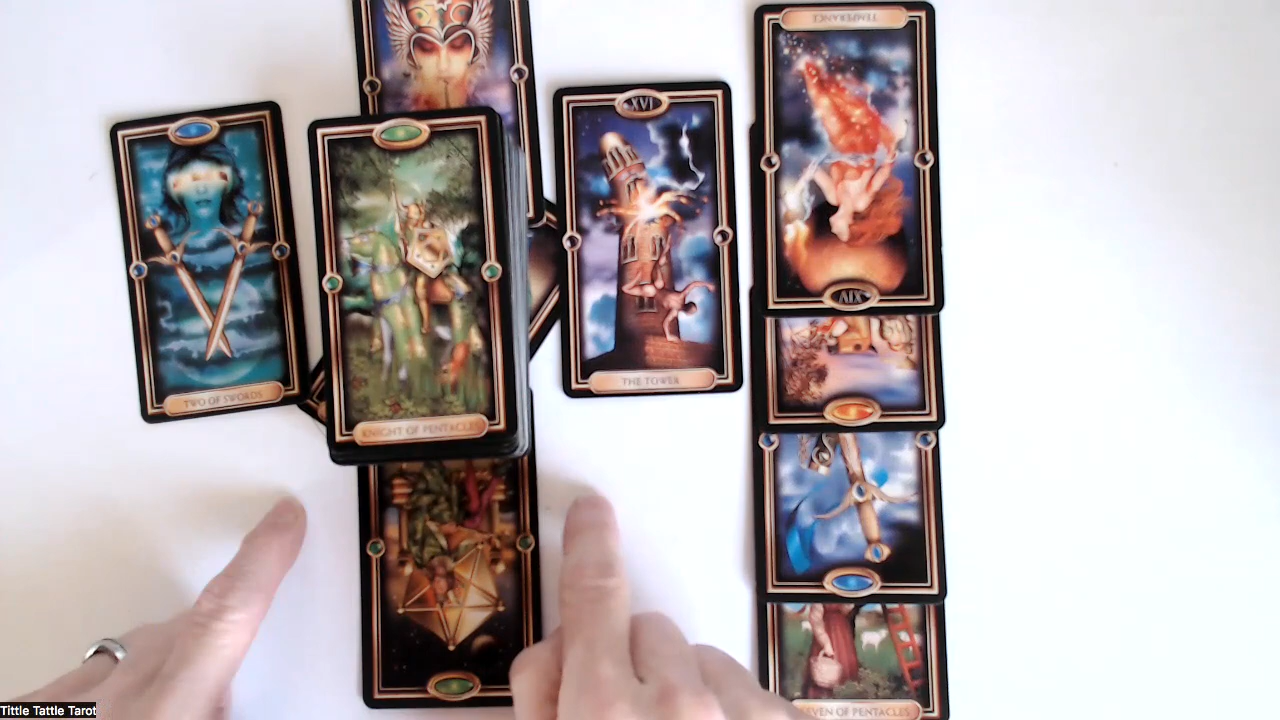 TEMPERANCE
XVI
XIV
THE TOWER
TWO OF SWORDS
KNIGHT OF PENTACLES
SEVEN OF PENTACLES
Tittle Tattle Tarot